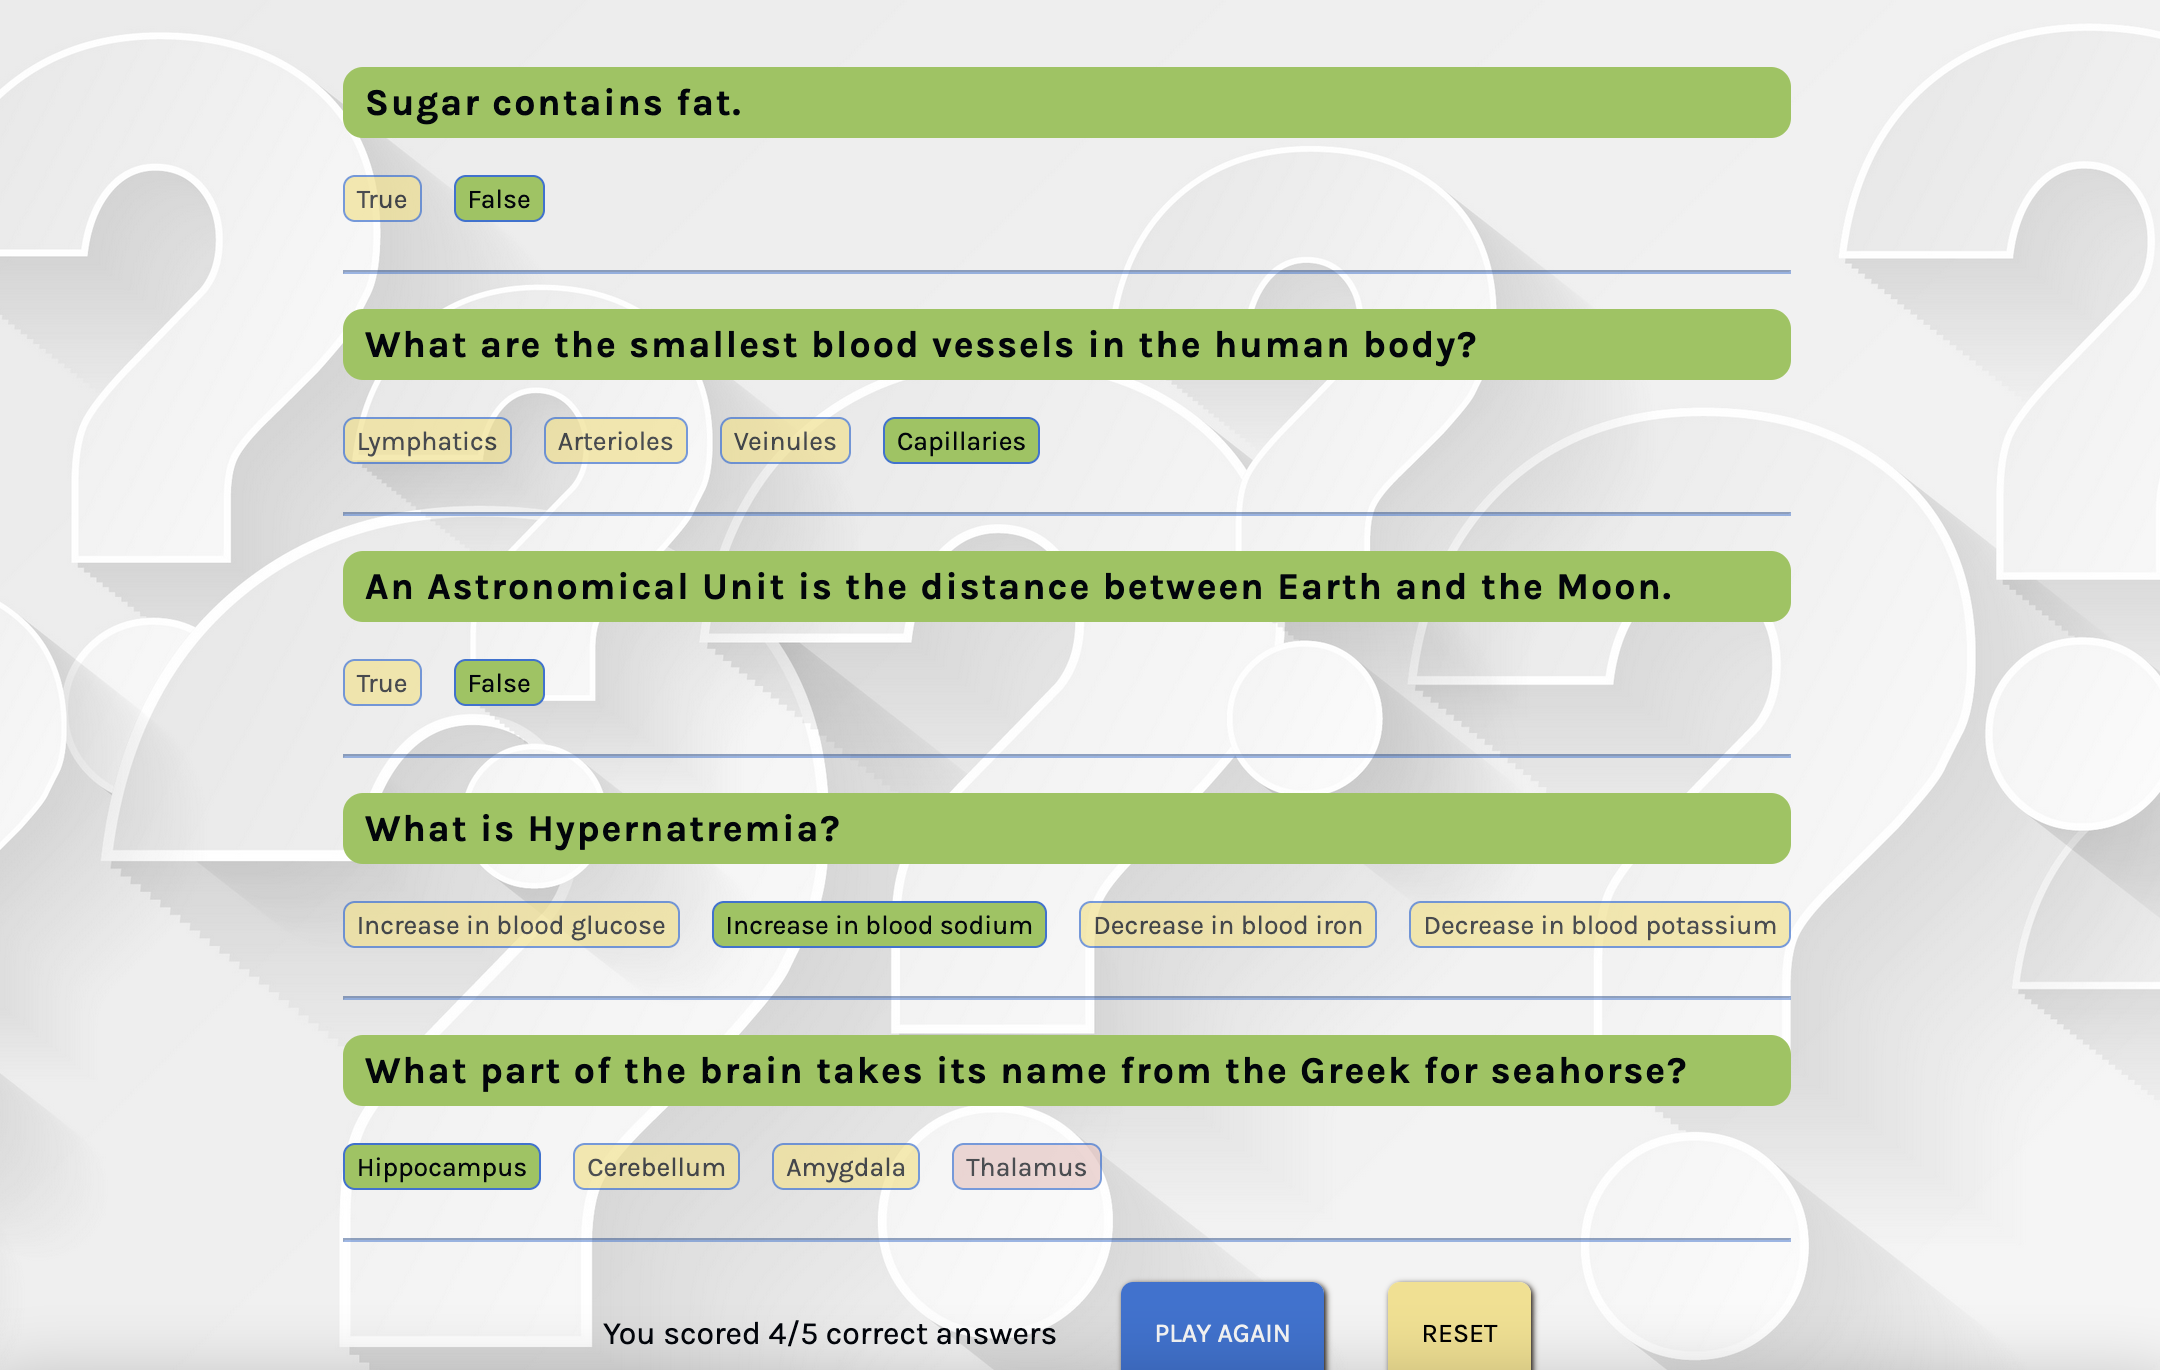 Sugar contains fat.
True False
What are the smallest blood vessels in the human body?
Lymphatics Arterioles Veinules Capillaries
An Astronomical Unit is the distance between Earth and the Moon.
True False
What is Hypernatremia?
Increase in blood glucose Increase in blood sodium Decrease in blood iron Decrease in blood potassium
What part of the brain takes its name from the Greek for seahorse?
Hippocampus Cerebellum Amygdala Thalamus
You scored 4/5 correct answers PLAY AGAIN RESET